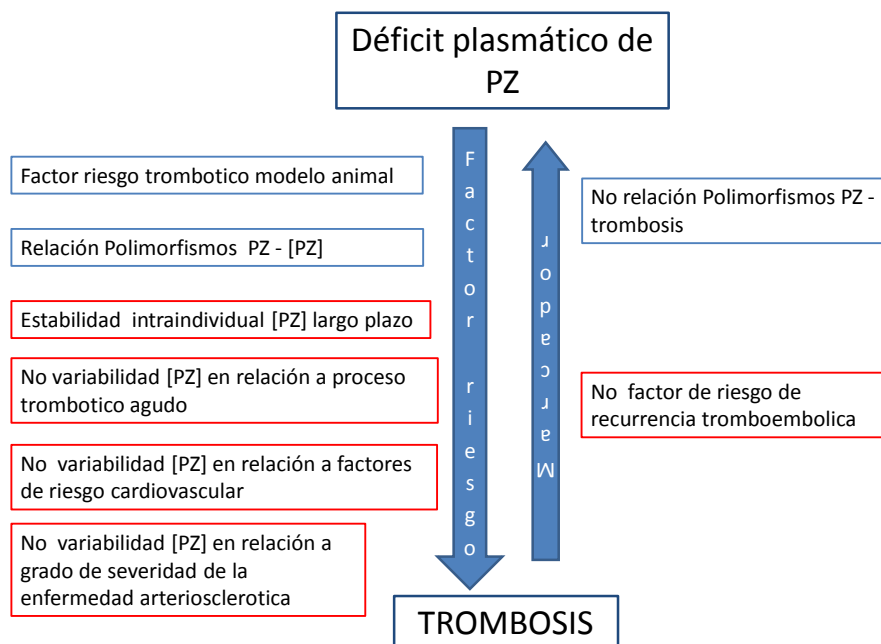 Déficit plasmático de
PZ
Factor riesgo trombotico modelo animal
Relación Polimorfismos PZ - [PZ]
Estabilidad intraindividual [PZ] largo plazo
No variabilidad [PZ] en relación a proceso
trombotico agudo
No variabilidad [PZ] en relación a factores
de riesgo cardiovascular
No variabilidad [PZ] en relación a
grado de severidad de la
enfermedad arteriosclerotica
Factor riesgo
Marcador
No relación Polimorfismos PZ -
trombosis
No factor de riesgo de
recurrencia tromboembolica
TROMBOSIS